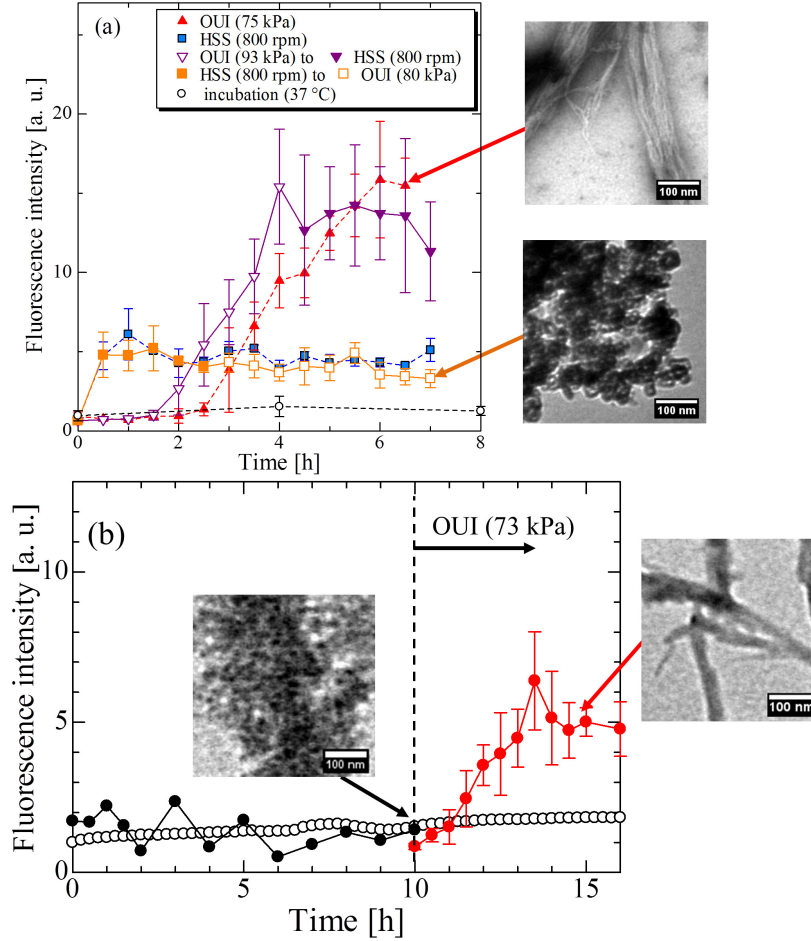 (a)
OUI (75 kPa)
HSS (800 rpm)
OUI (93 kPa) to HSS (800 rpm)
HSS (800 rpm) to OUI (80 kPa)
incubation (37 °C)
Fluorescence intensity [a. u.]
20
10
0
0 2 4 6 8
Time [h]
100 nm
100 nm
(b)
OUI (73 kPa)
Fluorescence intensity [a. u.]
10
5
0
0 5 10 15
Time [h]
100 nm
100 nm